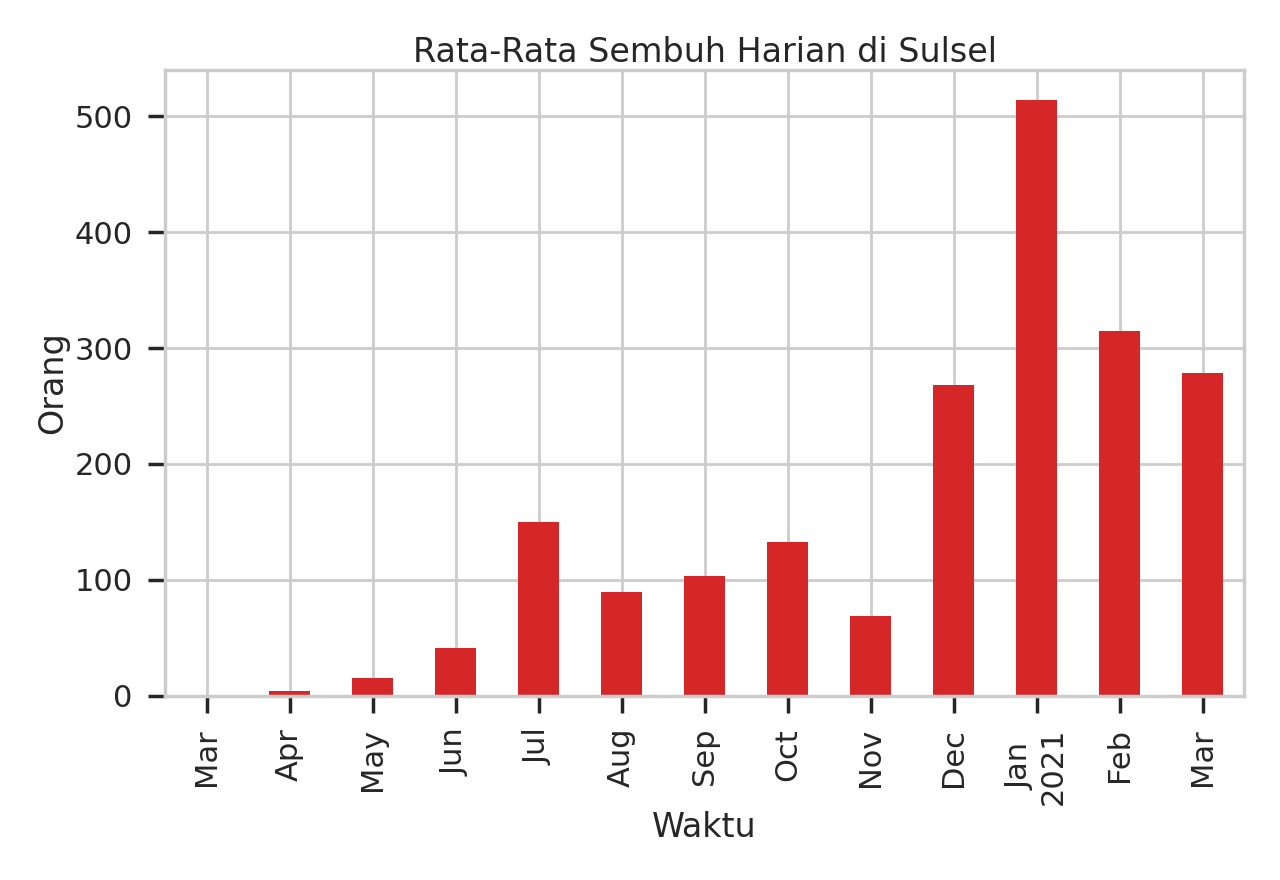 Rata-Rata Sembuh Harian di Sulsel
500
400
300
200
100
0
Orang
Mar
Apr
May
Jun
Jul
Aug
Sep
Oct
Nov
Dec
Jan
2021
Feb
Mar
Waktu